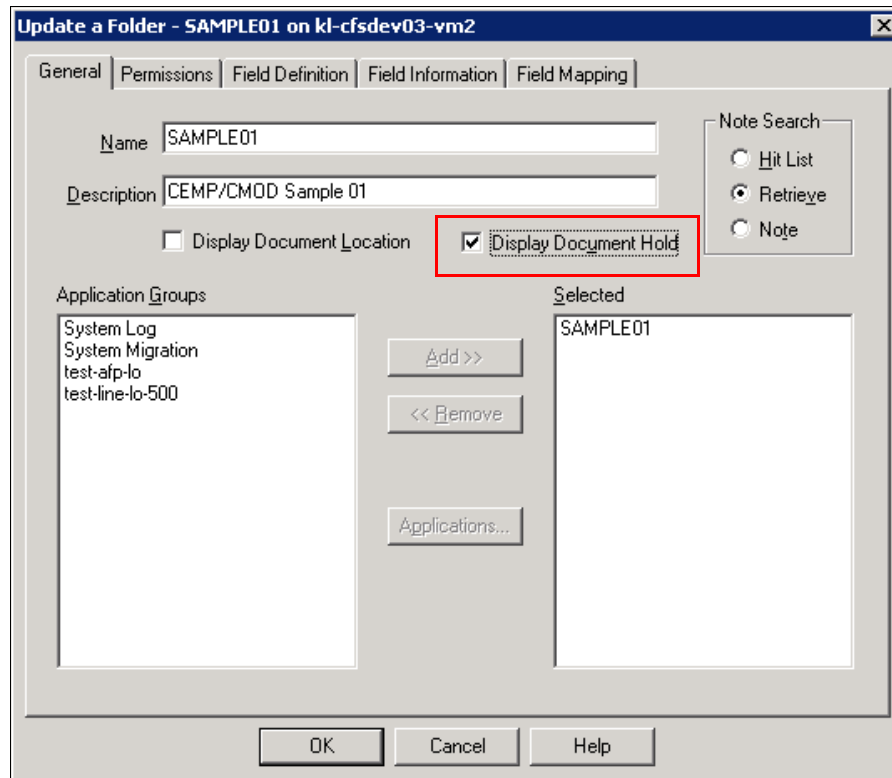 Update a Folder - SAMPLE01 on kl-cfsdev03-vm2
General Permissions Field Definition Field Information Field Mapping
Name SAMPLE01
Description CEMP/CMOD Sample 01
Display Document Location
Display Document Hold
Note Search
Hit List
Retrieve
Note
Application Groups
System Log
System Migration
test-afp-lo
test-line-lo-500
Add >>
<< Remove
Applications...
Selected
SAMPLE01
OK Cancel Help